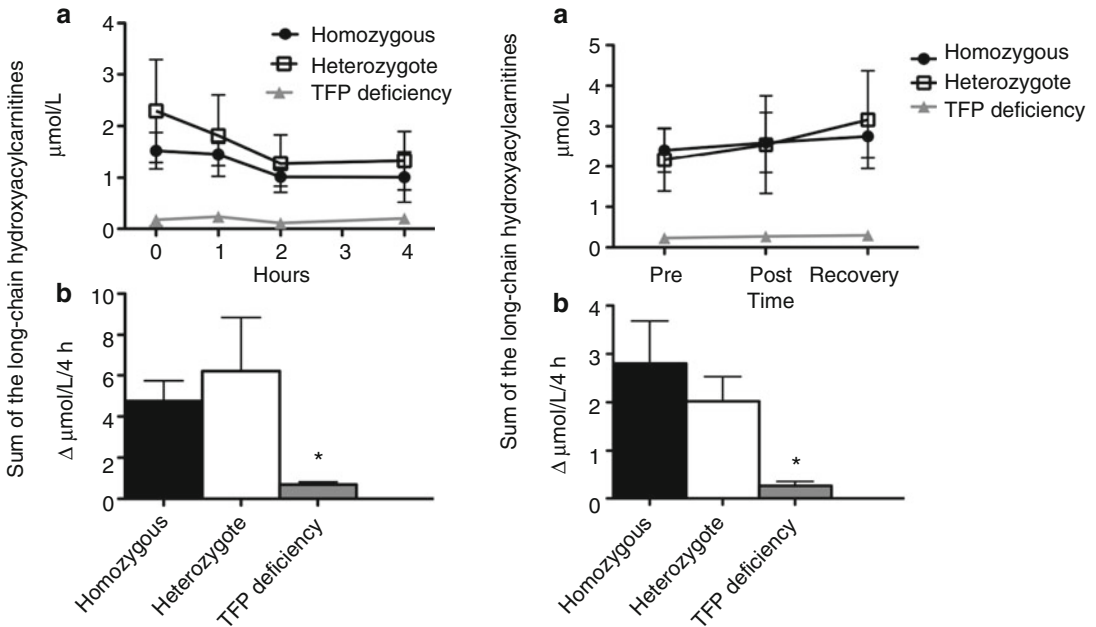 a
Sum of the long-chain hydroxyacylcarnitines
μmol/L
4
3
2
1
0
Homozygous
Heterozygote
TFP deficiency
0
1
2
3
4
Hours
b
Δ μmol/L/4 h
10
8
6
4
2
0
*
Homozygous
Heterozygote
TFP deficiency
a
Sum of the long-chain hydroxyacylcarnitines
μmol/L
5
4
3
2
1
0
Homozygous
Heterozygote
TFP deficiency
Pre
Post
Recovery
Time
b
Δ μmol/L/4 h
4
3
2
1
0
*
Homozygous
Heterozygote
TFP deficiency